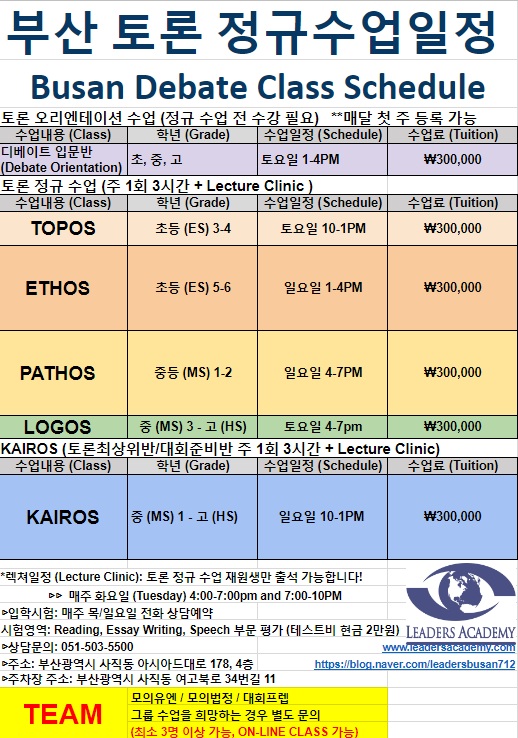 부산 토론 정규수업일정
Busan Debate Class Schedule
토론 오리엔테이션 수업 (정규 수업 전 수강 필요) **매달 첫 주 등록 가능
수업내용 (Class) 학년 (Grade) 수업일정 (Schedule) 수업료 (Tuition)
디베이트 입문반 (Debate Orientation) 초, 중, 고 토요일 1-4PM ₩300,000
토론 정규 수업 (주 1회 3시간 + Lecture Clinic )
수업내용 (Class) 학년 (Grade) 수업일정 (Schedule) 수업료 (Tuition)
TOPOS 초등 (ES) 3-4 토요일 10-1PM ₩300,000
ETHOS 초등 (ES) 5-6 일요일 1-4PM ₩300,000
PATHOS 중등 (MS) 1-2 일요일 4-7PM ₩300,000
LOGOS 중 (MS) 3 - 고 (HS) 토요일 4-7pm ₩300,000
KAIROS (토론최상위반/대회준비반 주 1회 3시간 + Lecture Clinic)
수업내용 (Class) 학년 (Grade) 수업일정 (Schedule) 수업료 (Tuition)
KAIROS 중 (MS) 1 - 고 (HS) 일요일 10-1PM ₩300,000
*렉쳐일정 (Lecture Clinic): 토론 정규 수업 재원생만 출석 가능합니다!
▷▷ 매주 화요일 (Tuesday) 4:00-7:00pm and 7:00-10PM
▷입학시험: 매주 목/일요일 전화 상담예약
시험영역: Reading, Essay Writing, Speech 부문 평가 (테스트비 현금 2만원)
LEADERS ACADEMY
▷상담문의: 051-503-5500 www.leadersacademy.com
▷주소: 부산광역시 사직동 아시아드대로 178, 4층 https://blog.naver.com/leadersbusan712
▷주차장 주소: 부산광역시 사직동 여고북로 34번길 11
TEAM
모의유엔 / 모의법정 / 대회프렙
그룹 수업을 희망하는 경우 별도 문의
(최소 3명 이상 가능, ON-LINE CLASS 가능)